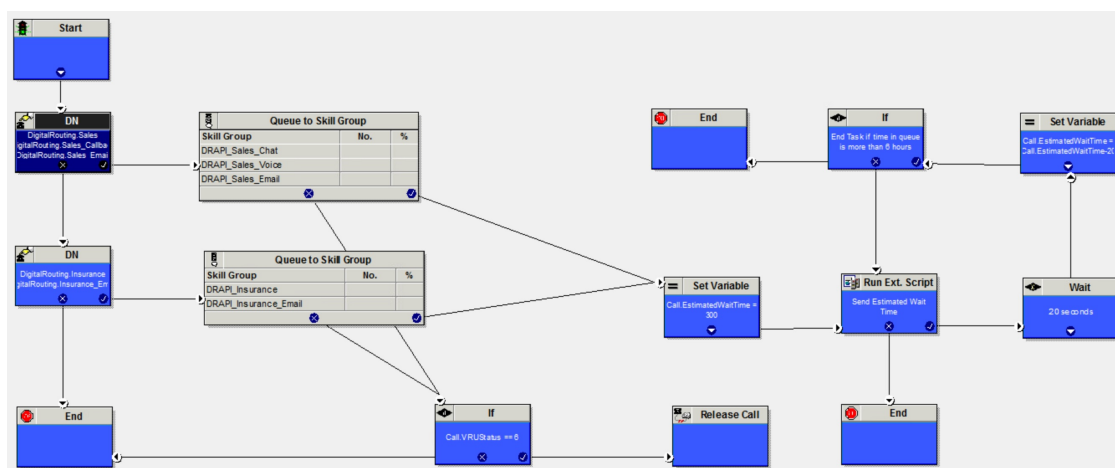 Start
DN
DigitalRouting.Sales
igitalRouting.Sales_Callba
DigitalRouting.Sales_Email
Queue to Skill Group
Skill Group No. %
DRAPI_Sales_Chat
DRAPI_Sales_Voice
DRAPI_Sales_Email
End
If
End Task if time in queue
is more than 6 hours
Set Variable
Call.EstimatedWaitTime =
Call.EstimatedWaitTime-20
DN
DigitalRouting.Insurance
igitalRouting.Insurance_Em
Queue to Skill Group
Skill Group No. %
DRAPI_Insurance
DRAPI_Insurance_Email
Set Variable
Call.EstimatedWaitTime =
300
Run Ext. Script
Send Estimated Wait
Time
Wait
20 seconds
End
If
Call.VRUStatus == 6
Release Call
End